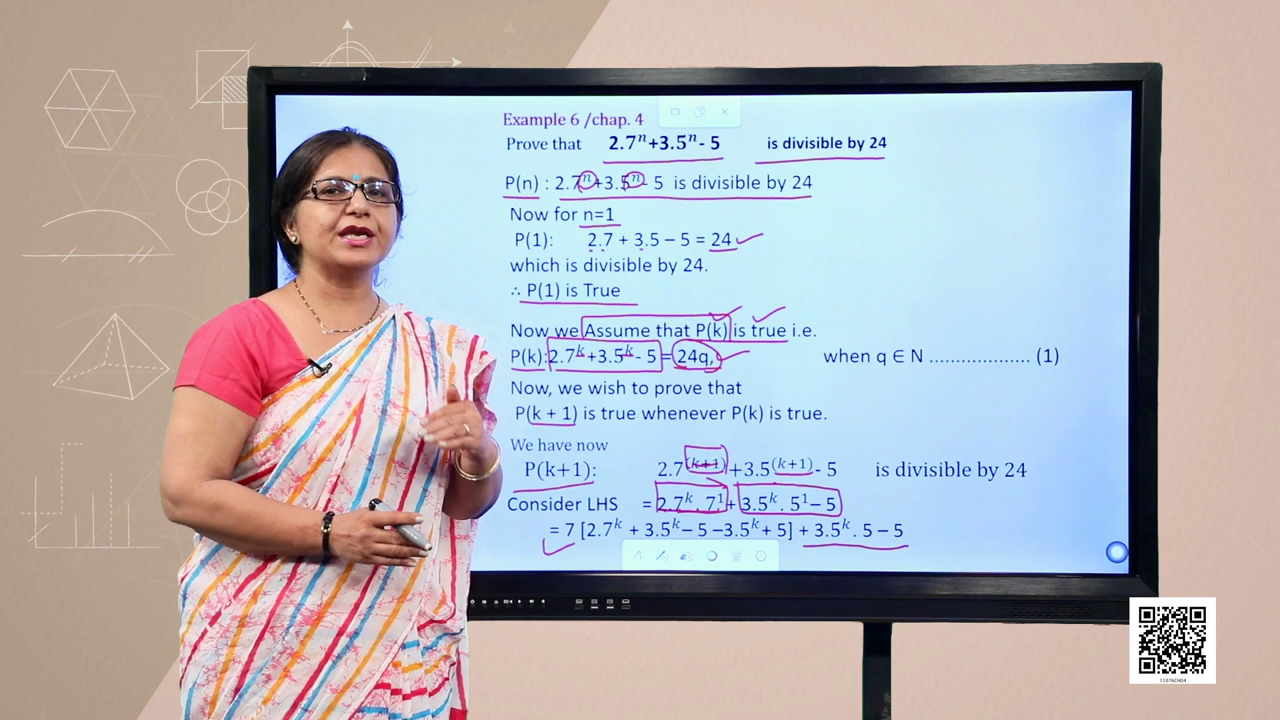 Example 6 /chap. 4
Prove that 2.7ⁿ+3.5ⁿ- 5 is divisible by 24
P(n) : 2.7ⁿ+3.5ⁿ- 5 is divisible by 24
Now for n=1
P(1): 2.7 + 3.5 − 5 = 24
which is divisible by 24.
∴ P(1) is True
Now we Assume that P(k) is true i.e.
P(k):2.7ᵏ+3.5ᵏ- 5 = 24q, when q ∈ N ................... (1)
Now, we wish to prove that
P(k + 1) is true whenever P(k) is true.
We have now
P(k+1): 2.7⁽ᵏ⁺¹⁾+3.5⁽ᵏ⁺¹⁾- 5 is divisible by 24
Consider LHS = 2.7ᵏ. 7¹+ 3.5ᵏ. 5¹− 5
= 7 [2.7ᵏ + 3.5ᵏ− 5 −3.5ᵏ+ 5] + 3.5ᵏ. 5 − 5
11076CH04